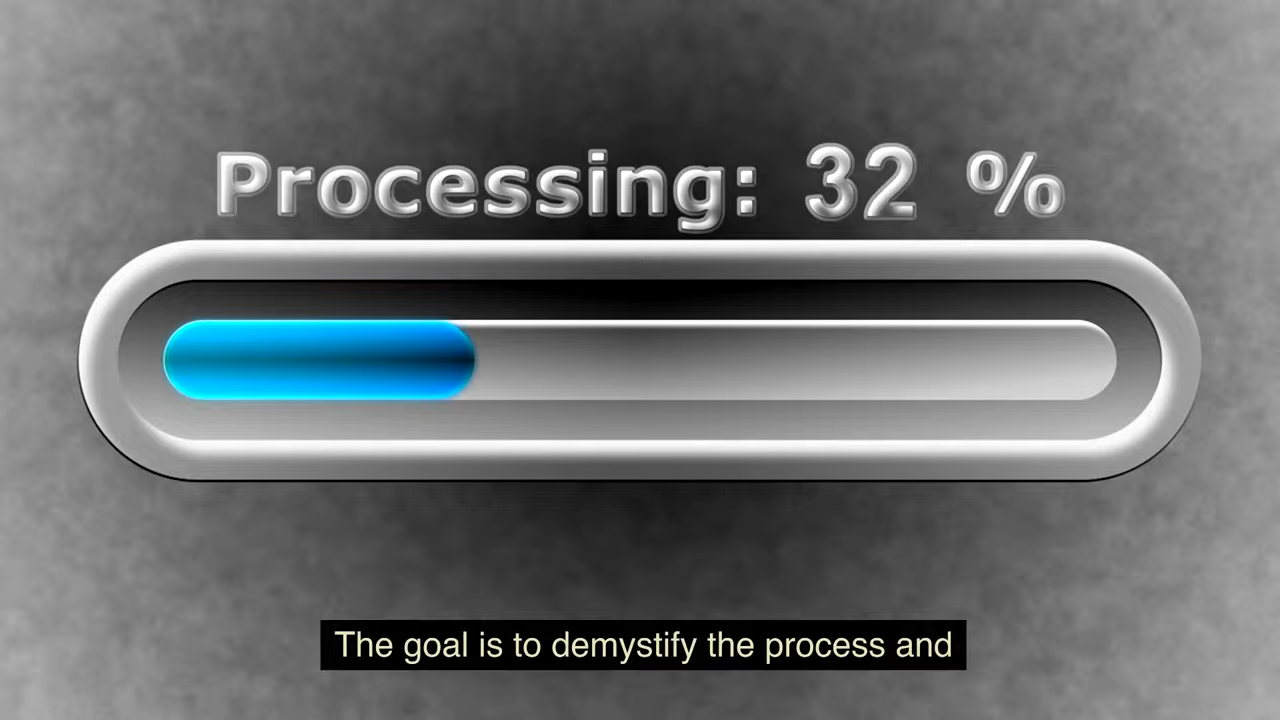 Processing: 32 %
The goal is to demystify the process and